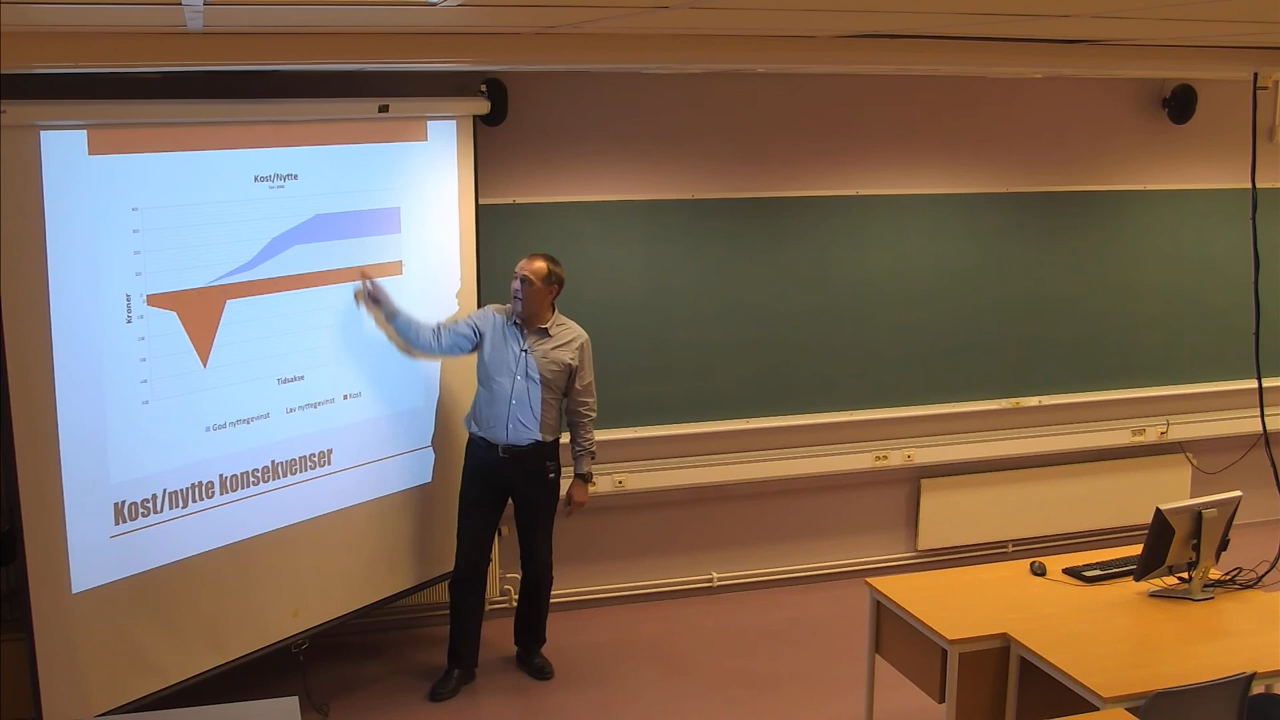 Kost/Nytte
Kroner
Tidsakse
God nyttegevinst
Lav nyttegevinst
Kost
Kost/nytte konsekvenser